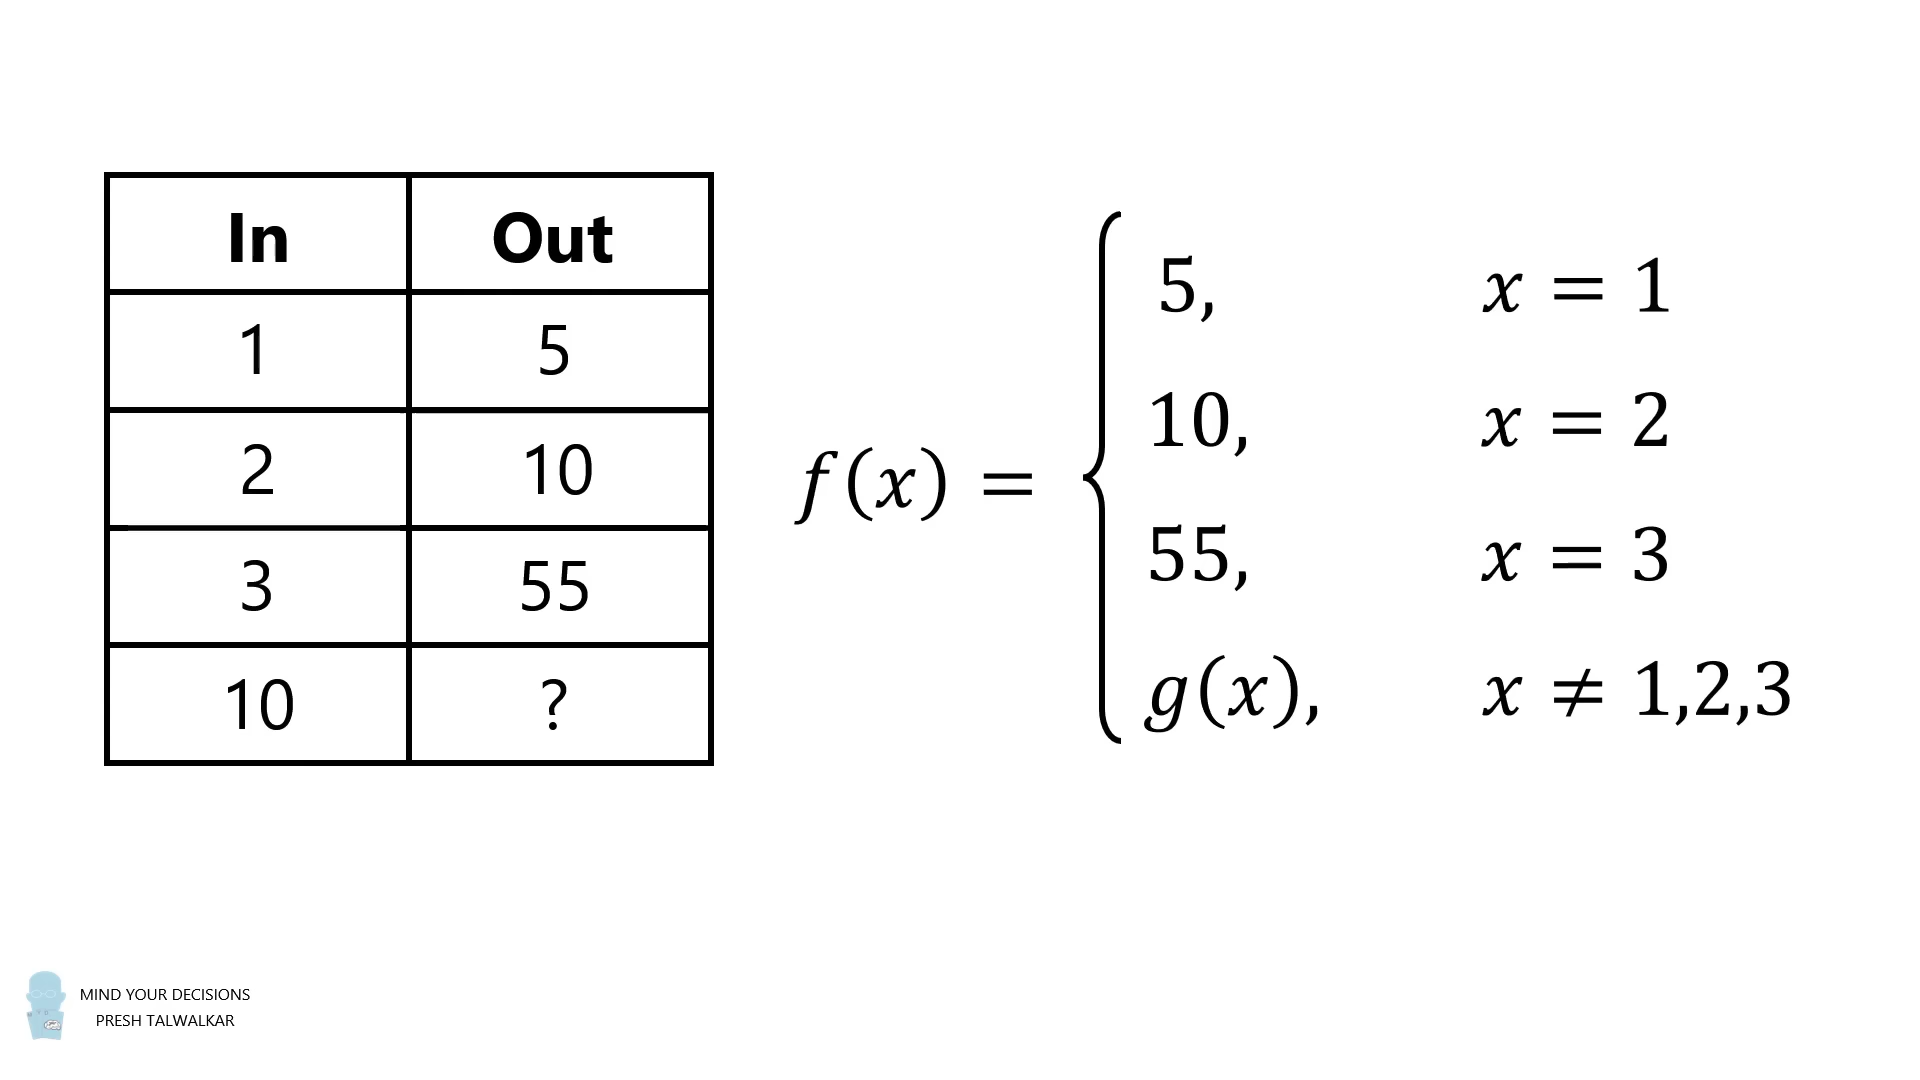 In Out
1 5
2 10
3 55
10 ?
f(x) =
5, x = 1
10, x = 2
55, x = 3
g(x), x ≠ 1,2,3
MIND YOUR DECISIONS
PRESH TALWALKAR